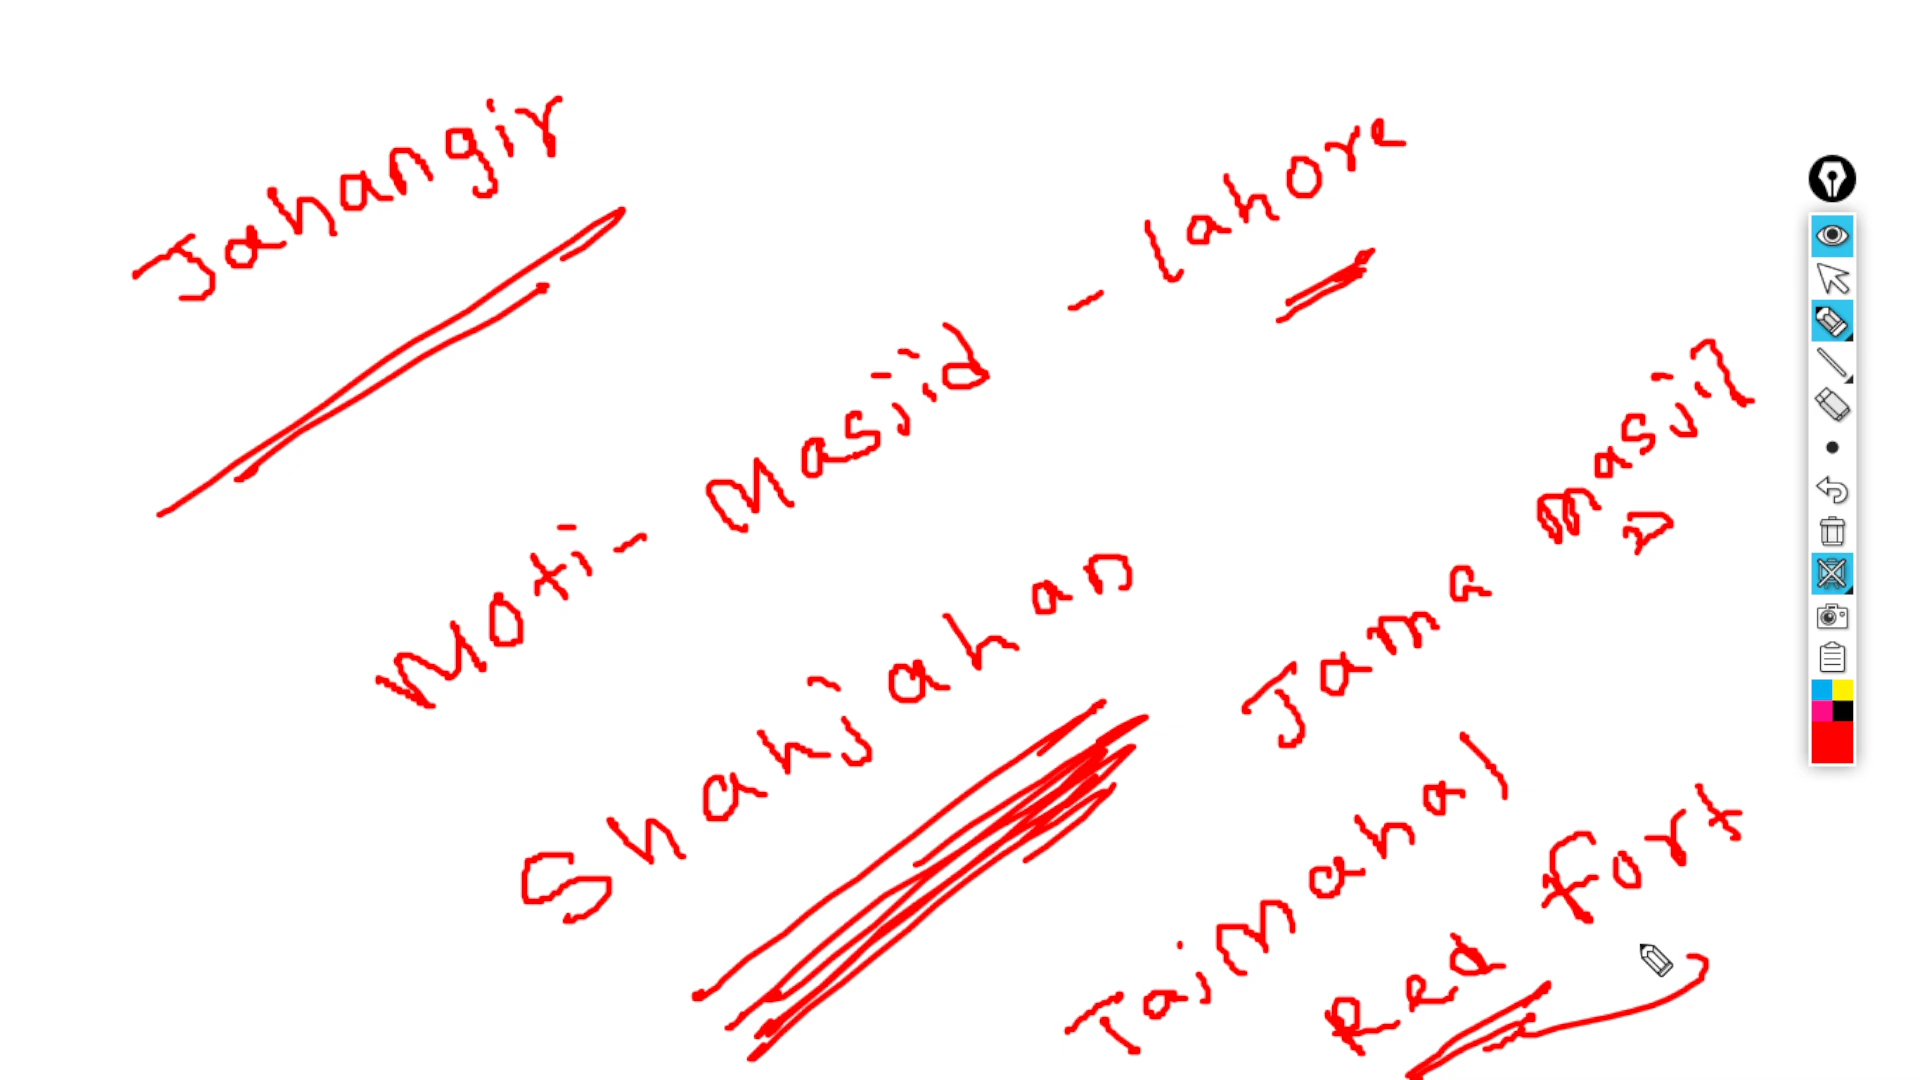 Jahangir
Moti- Masjid - lahore
Shahjahan
Jama masjid
Tajmahal
Red fort